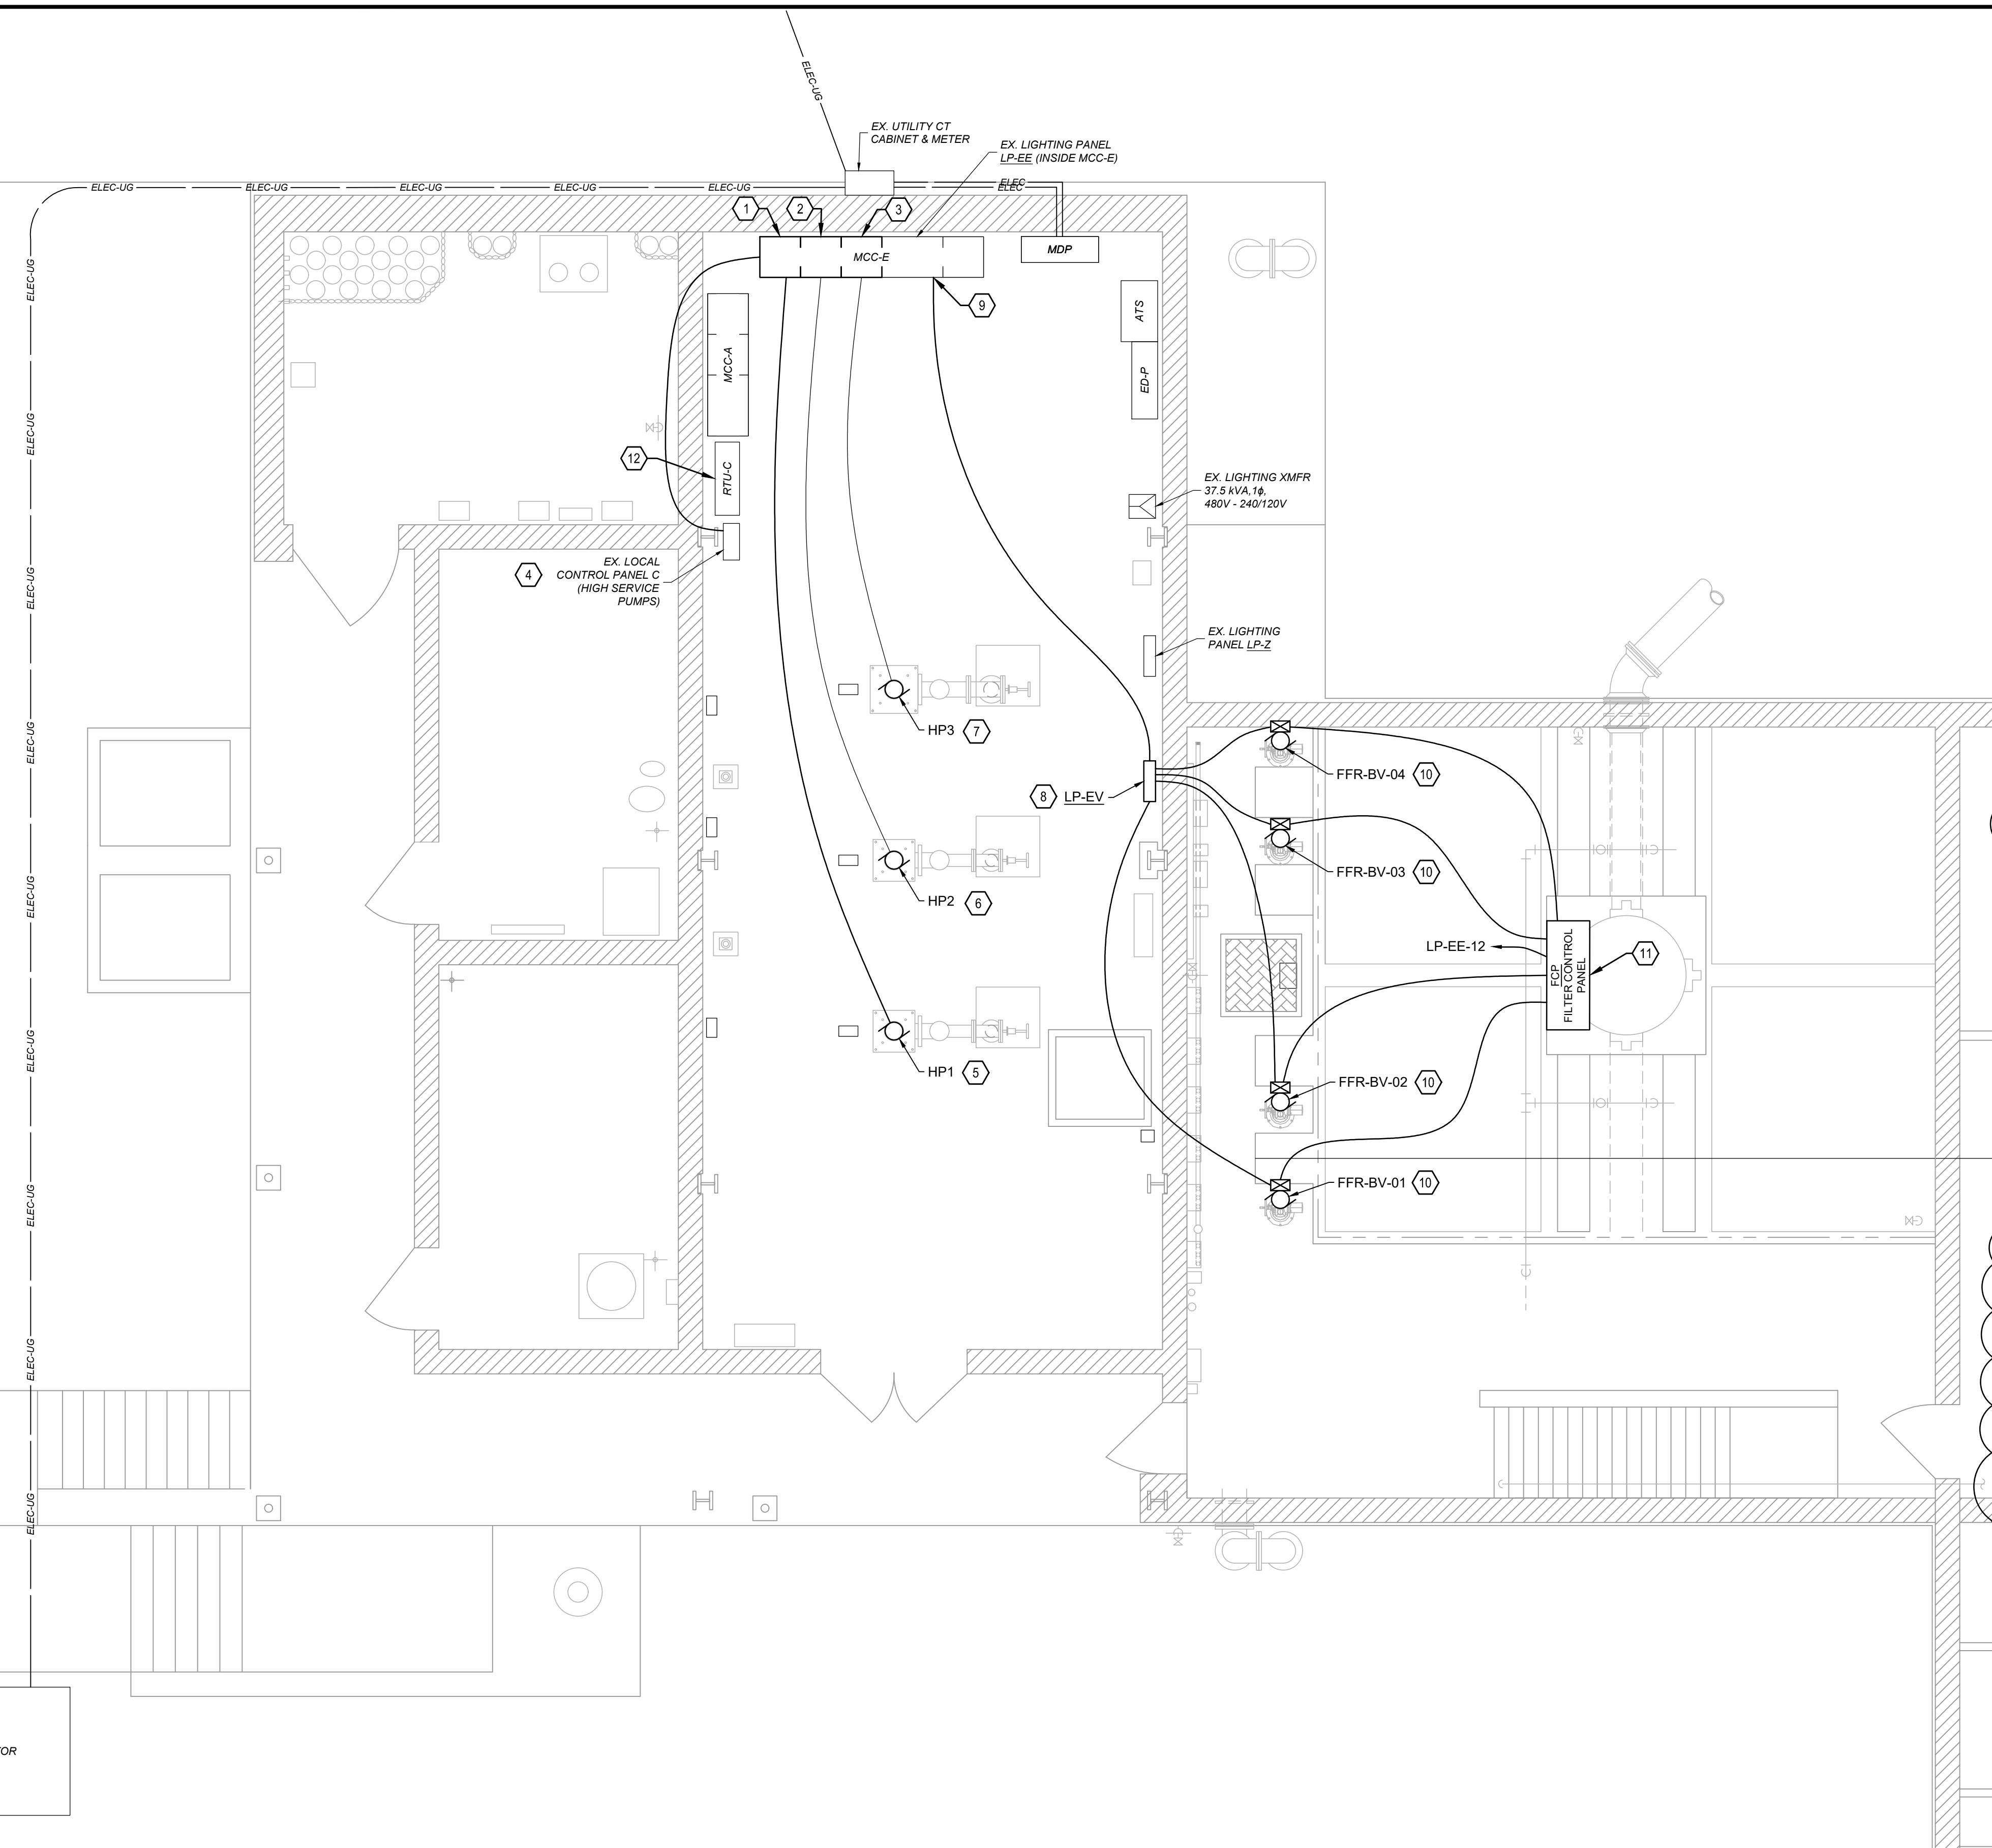 ELEC-UG
EX. UTILITY CT
CABINET & METER
EX. LIGHTING PANEL
LP-EE (INSIDE MCC-E)
ELEC-UG
ELEC-UG
ELEC-UG
ELEC-UG
ELEC-UG
ELEC
ELEC
1
2
3
MCC-E
MDP
9
ATS
ED-P
MCC-A
12
RTU-C
EX. LIGHTING XMFR
37.5 kVA,1ϕ,
480V - 240/120V
4
EX. LOCAL
CONTROL PANEL C
(HIGH SERVICE
PUMPS)
EX. LIGHTING
PANEL LP-Z
HP3
7
8
LP-EV
FFR-BV-04
10
FFR-BV-03
10
HP2
6
LP-EE-12
FCP
FILTER CONTROL
PANEL
11
HP1
5
FFR-BV-02
10
FFR-BV-01
10
ELEC-UG
ELEC-UG
ELEC-UG
ELEC-UG
ELEC-UG
ELEC-UG
ELEC-UG
ELEC-UG
ELEC-UG
TOR